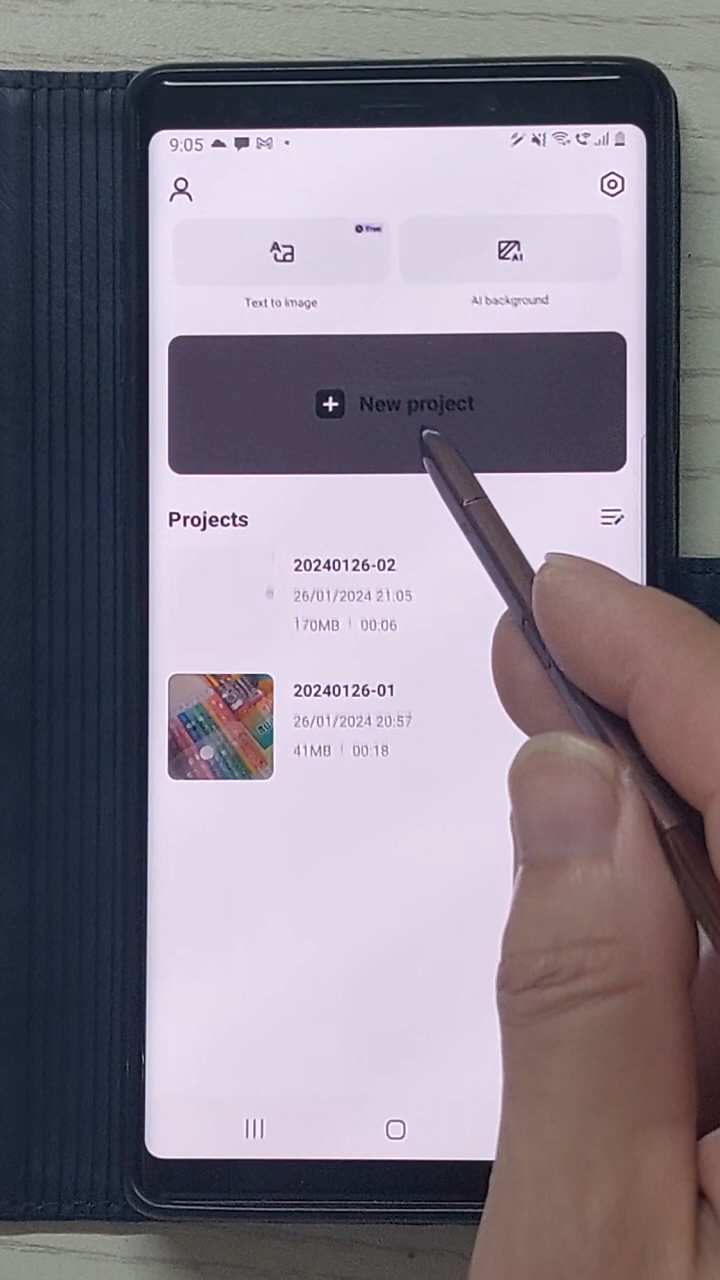 9:05
Free
Text to image
AI background
New project
Projects
20240126-02
26/01/2024 21:05
170MB | 00:06
20240126-01
26/01/2024 20:57
41MB | 00:18